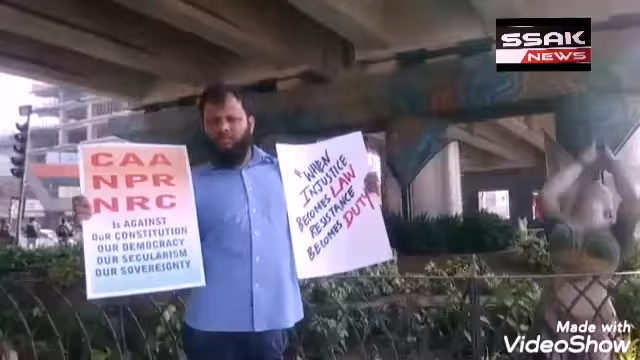 SSAK
NEWS
CAA
NPR
NRC
IS AGAINST
OUR CONSTITUTION
OUR DEMOCRACY
OUR SECULARISM
OUR SOVEREIGNTY
"WHEN
INJUSTICE
BECOMES LAW
RESISTANCE
BECOMES DUTY"
Made with
VideoShow